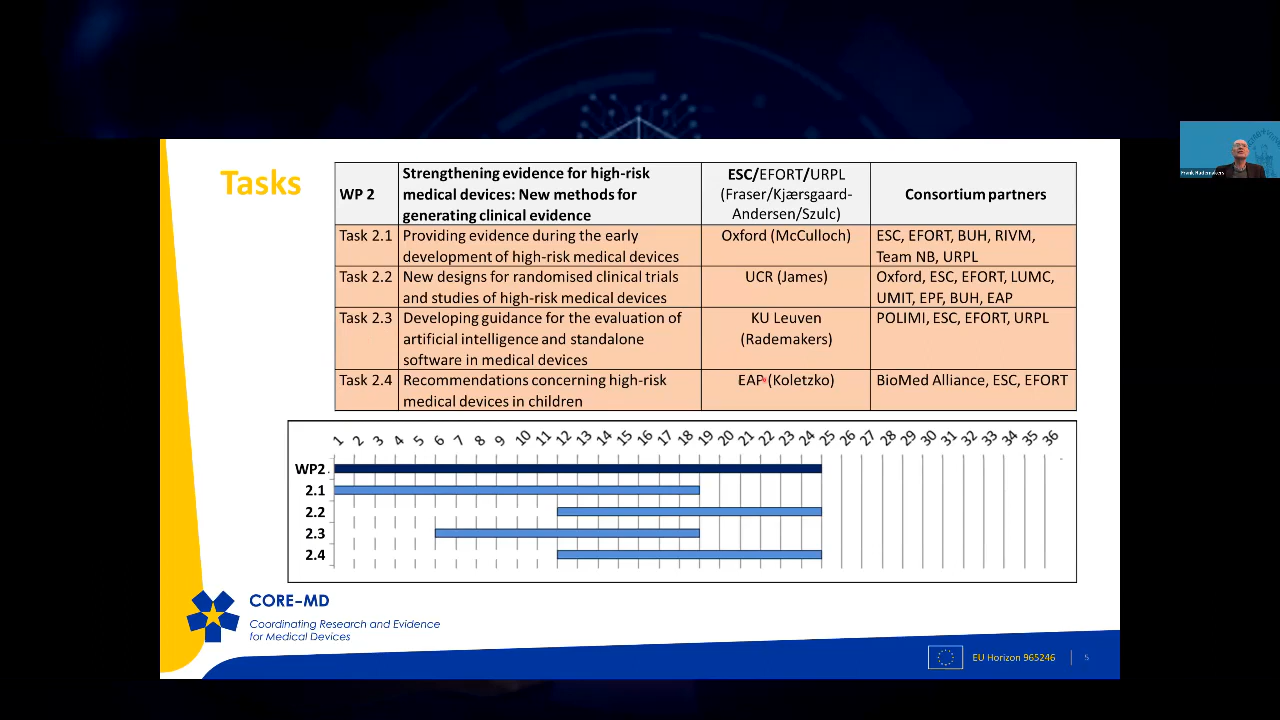 Tasks
WP 2
Strengthening evidence for high-risk
medical devices: New methods for
generating clinical evidence
ESC/EFORT/URPL
(Fraser/Kjærsgaard-
Andersen/Szulc)
Consortium partners
Task 2.1
Providing evidence during the early
development of high-risk medical devices
Oxford (McCulloch)
ESC, EFORT, BUH, RIVM,
Team NB, URPL
Task 2.2
New designs for randomised clinical trials
and studies of high-risk medical devices
UCR (James)
Oxford, ESC, EFORT, LUMC,
UMIT, EPF, BUH, EAP
Task 2.3
Developing guidance for the evaluation of
artificial intelligence and standalone
software in medical devices
KU Leuven
(Rademakers)
POLIMI, ESC, EFORT, URPL
Task 2.4
Recommendations concerning high-risk
medical devices in children
EAP (Koletzko)
BioMed Alliance, ESC, EFORT
1 2 3 4 5 6 7 8 9 10 11 12 13 14 15 16 17 18 19 20 21 22 23 24 25 26 27 28 29 30 31 32 33 34 35 36
WP2
2.1
2.2
2.3
2.4
CORE–MD
Coordinating Research and Evidence
for Medical Devices
EU Horizon 965246
5
Frank Rademakers